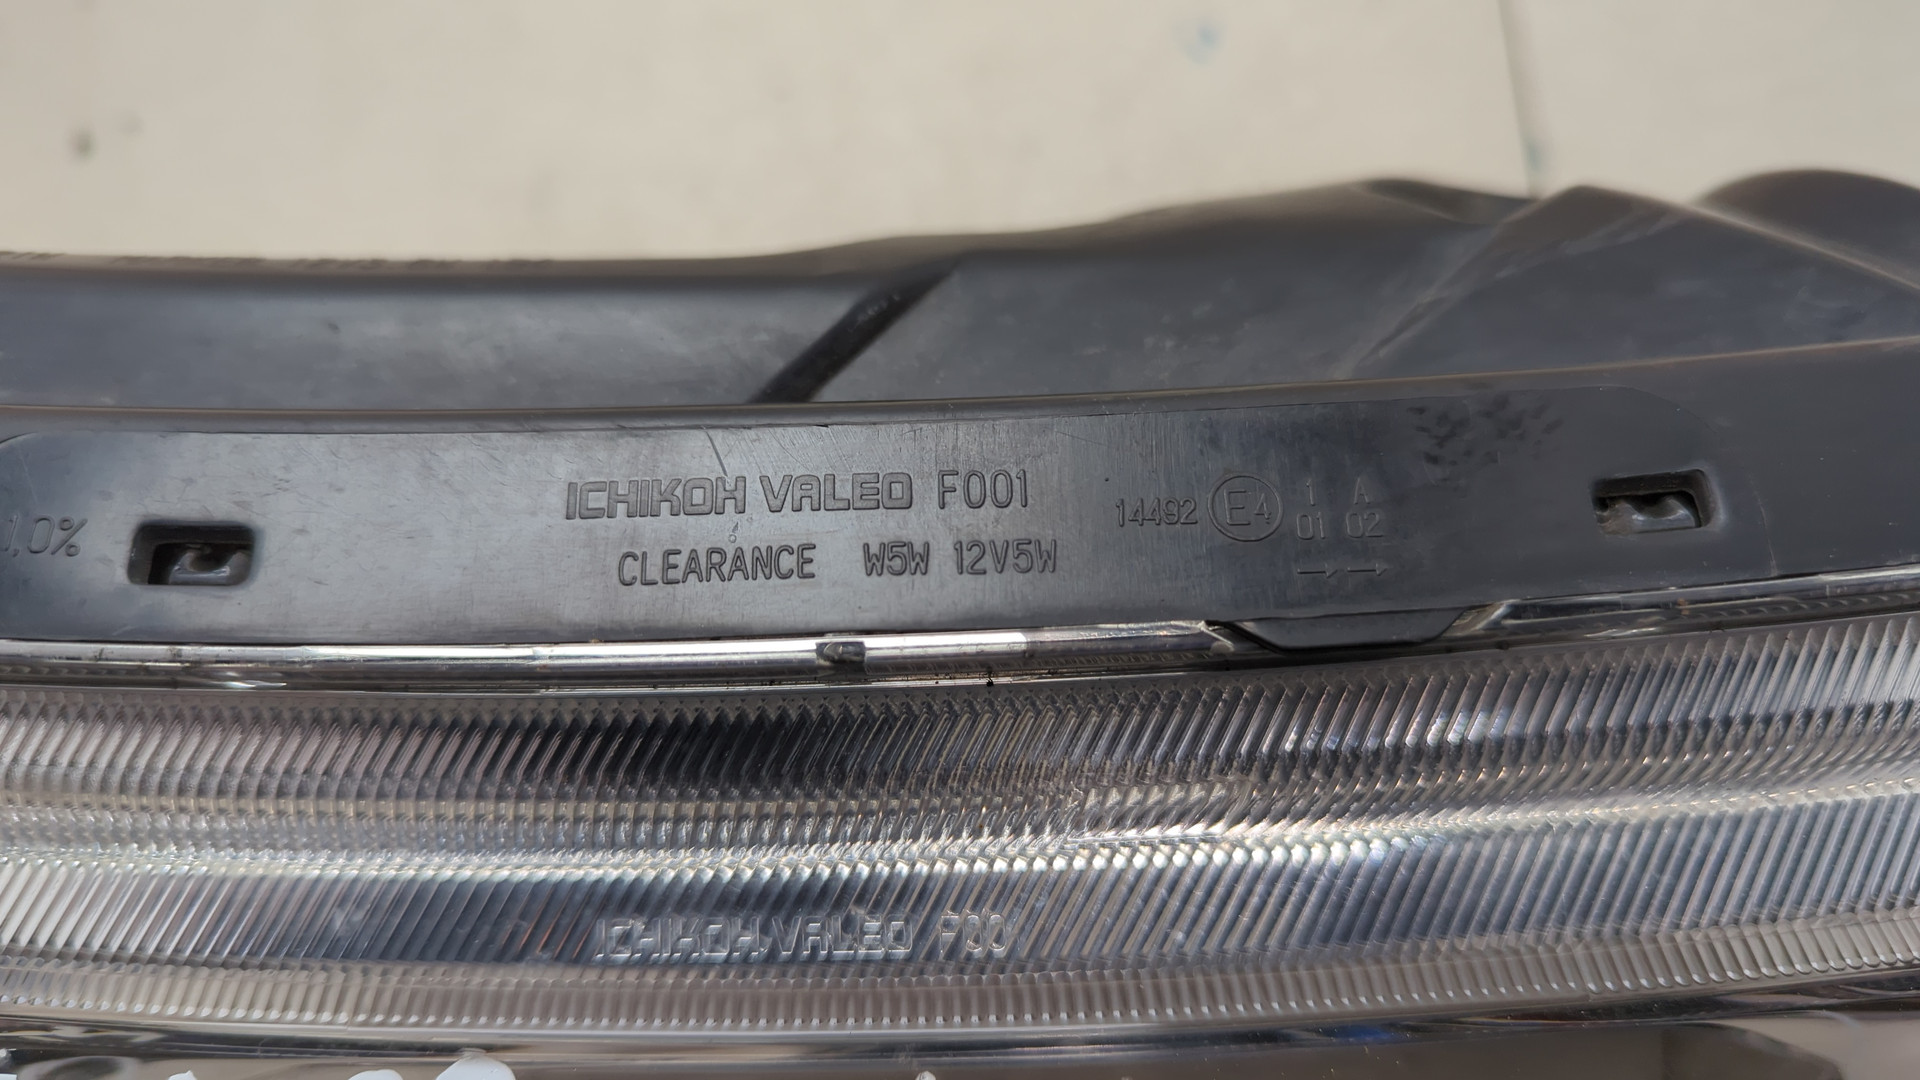 1,0%
ICHIKOH VALEO F001
CLEARANCE W5W 12V5W
14492 E4 1 A
01 02
→ →
ICHIKOH VALEO F001